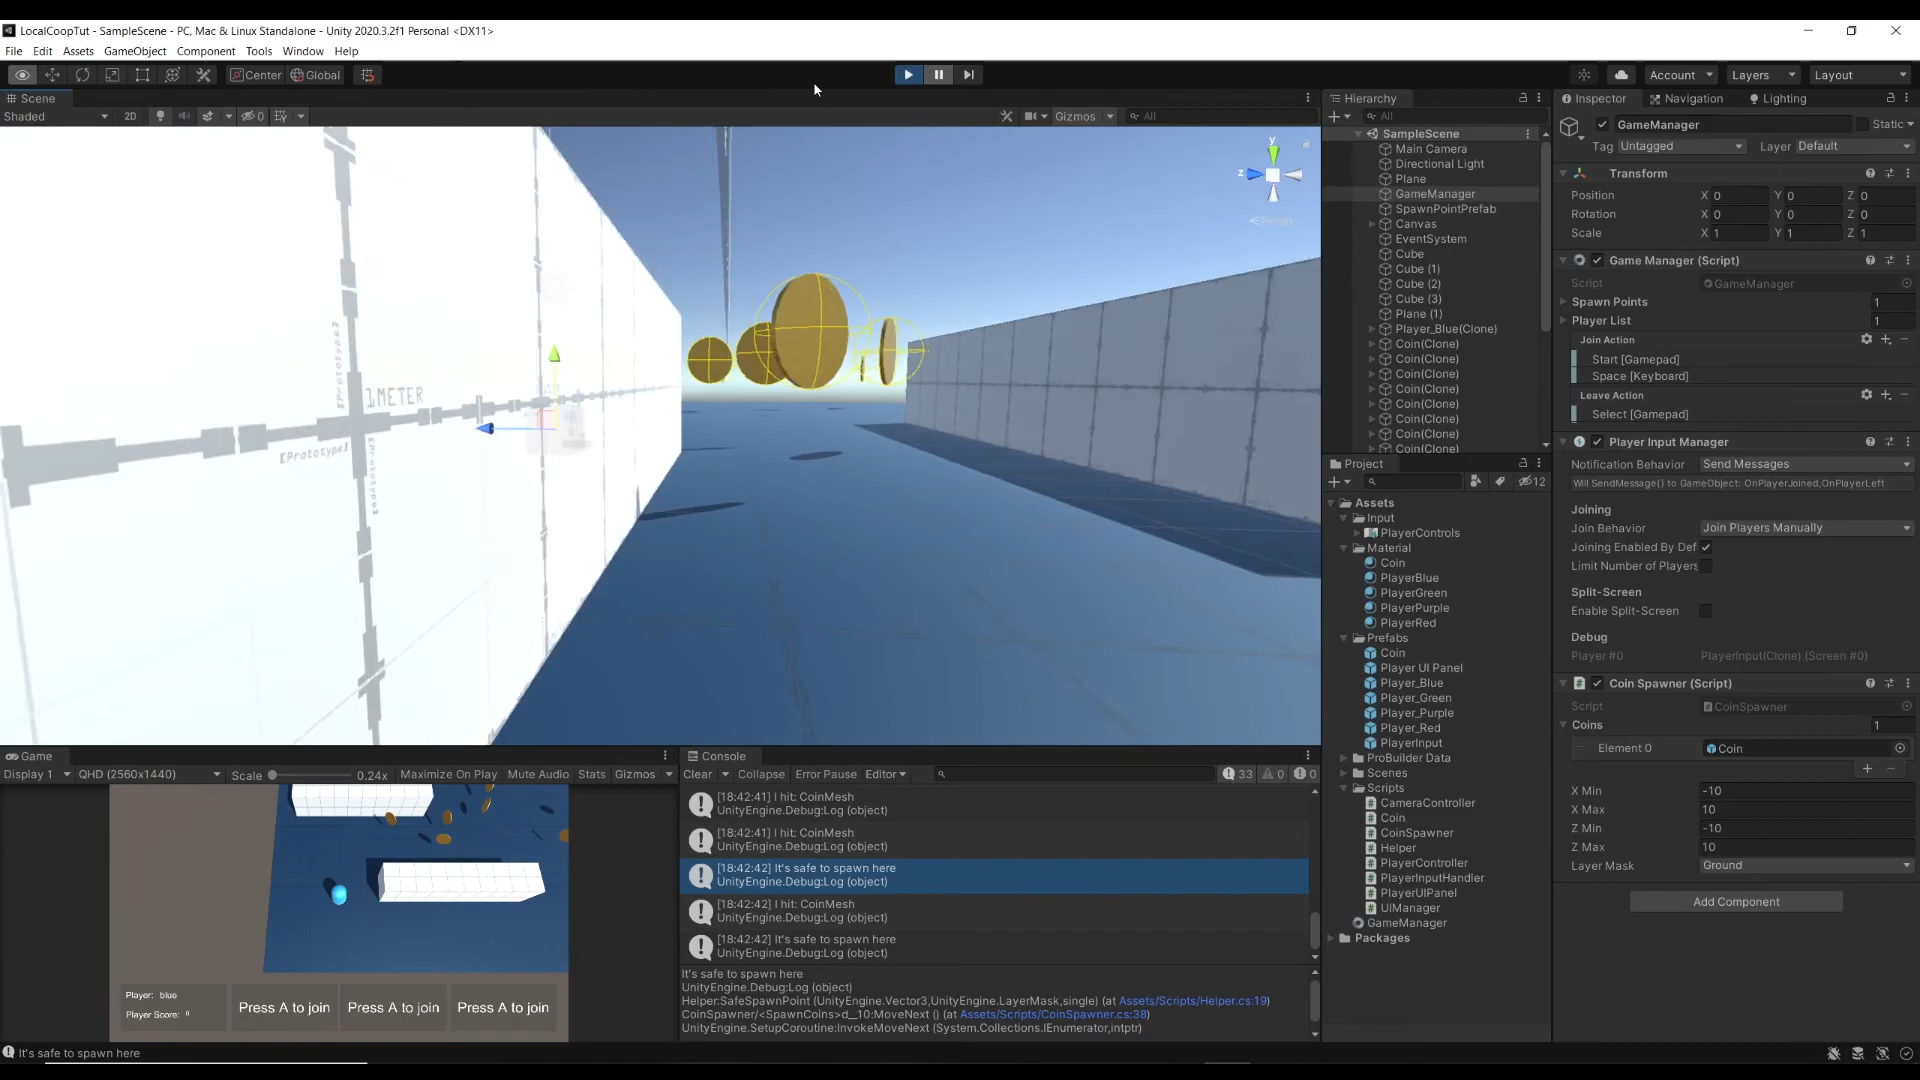 LocalCoopTut - SampleScene - PC, Mac & Linux Standalone - Unity 2020.3.2f1 Personal <DX11>
File Edit Assets GameObject Component Tools Window Help
Center Global
Account Layers Layout
Scene
Shaded 2D 0 Gizmos All
1METER
[Prototype]
[Prototype]
[Prototype]
y
z
Hierarchy
All
SampleScene
Main Camera
Directional Light
Plane
GameManager
SpawnPointPrefab
Canvas
EventSystem
Cube
Cube (1)
Cube (2)
Cube (3)
Plane (1)
Player_Blue(Clone)
Coin(Clone)
Coin(Clone)
Coin(Clone)
Coin(Clone)
Coin(Clone)
Coin(Clone)
Coin(Clone)
Coin(Clone)
Project
12
Assets
Input
PlayerControls
Material
Coin
PlayerBlue
PlayerGreen
PlayerPurple
PlayerRed
Prefabs
Coin
Player UI Panel
Player_Blue
Player_Green
Player_Purple
Player_Red
PlayerInput
ProBuilder Data
Scenes
Scripts
CameraController
Coin
CoinSpawner
Helper
PlayerController
PlayerInputHandler
PlayerUIPanel
UIManager
GameManager
Packages
Inspector Navigation Lighting
GameManager Static
Tag Untagged Layer Default
Transform
Position X 0 Y 0 Z 0
Rotation X 0 Y 0 Z 0
Scale X 1 Y 1 Z 1
Game Manager (Script)
Script GameManager
Spawn Points 1
Player List 1
Join Action
Start [Gamepad]
Space [Keyboard]
Leave Action
Select [Gamepad]
Player Input Manager
Notification Behavior Send Messages
Will SendMessage() to GameObject: OnPlayerJoined,OnPlayerLeft
Joining
Join Behavior Join Players Manually
Joining Enabled By Def
Limit Number of Players
Split-Screen
Enable Split-Screen
Debug
Player #0 PlayerInput(Clone) (Screen #0)
Coin Spawner (Script)
Script CoinSpawner
Coins 1
Element 0 Coin
X Min -10
X Max 10
Z Min -10
Z Max 10
Layer Mask Ground
Add Component
Game
Display 1 QHD (2560x1440) Scale 0.24x Maximize On Play Mute Audio Stats Gizmos
Player: blue
Player Score: 0
Press A to join Press A to join Press A to join
Console
Clear Collapse Error Pause Editor 33 0 0
[18:42:41] I hit: CoinMesh
UnityEngine.Debug:Log (object)
[18:42:41] I hit: CoinMesh
UnityEngine.Debug:Log (object)
[18:42:42] It's safe to spawn here
UnityEngine.Debug:Log (object)
[18:42:42] I hit: CoinMesh
UnityEngine.Debug:Log (object)
[18:42:42] It's safe to spawn here
UnityEngine.Debug:Log (object)
It's safe to spawn here
UnityEngine.Debug:Log (object)
Helper:SafeSpawnPoint (UnityEngine.Vector3,UnityEngine.LayerMask,single) (at Assets/Scripts/Helper.cs:19)
CoinSpawner/<SpawnCoins>d__10:MoveNext () (at Assets/Scripts/CoinSpawner.cs:38)
UnityEngine.SetupCoroutine:InvokeMoveNext (System.Collections.IEnumerator,intptr)
It's safe to spawn here